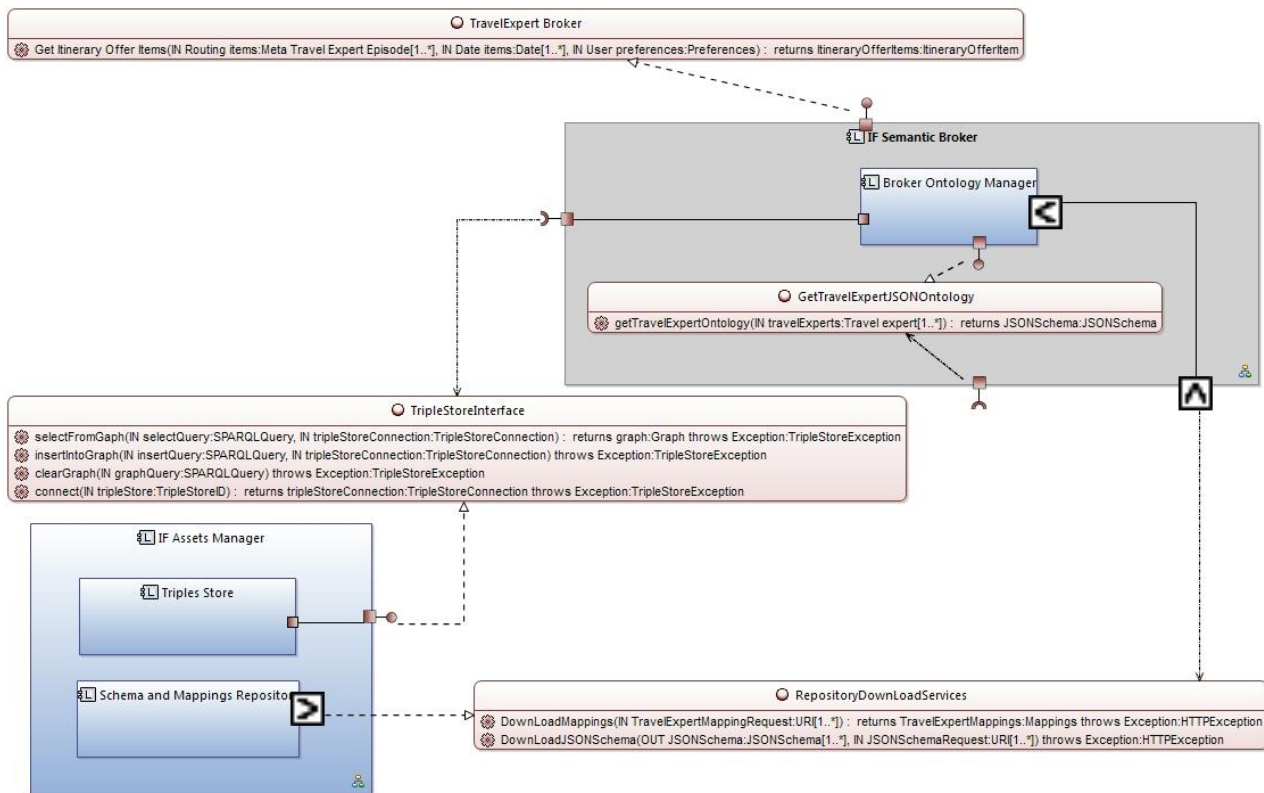 TravelExpert Broker
Get Itinerary Offer Items(IN Routing items:Meta Travel Expert Episode[1..*], IN Date items:Date[1..*], IN User preferences:Preferences) : returns ItineraryOfferItems:ItineraryOfferItem
IF Semantic Broker
Broker Ontology Manager
GetTravelExpertJSONOntology
getTravelExpertOntology(IN travelExperts:Travel expert[1..*]) : returns JSONSchema:JSONSchema
TripleStoreInterface
selectFromGaph(IN selectQuery:SPARQLQuery, IN tripleStoreConnection:TripleStoreConnection) : returns graph:Graph throws Exception:TripleStoreException
insertIntoGraph(IN insertQuery:SPARQLQuery, IN tripleStoreConnection:TripleStoreConnection) throws Exception:TripleStoreException
clearGraph(IN graphQuery:SPARQLQuery) throws Exception:TripleStoreException
connect(IN tripleStore:TripleStoreID) : returns tripleStoreConnection:TripleStoreConnection throws Exception:TripleStoreException
IF Assets Manager
Triples Store
Schema and Mappings Repositor
RepositoryDownLoadServices
DownLoadMappings(IN TravelExpertMappingRequest:URI[1..*]) : returns TravelExpertMappings:Mappings throws Exception:HTTPException
DownLoadJSONSchema(OUT JSONSchema:JSONSchema[1..*], IN JSONSchemaRequest:URI[1..*]) throws Exception:HTTPException